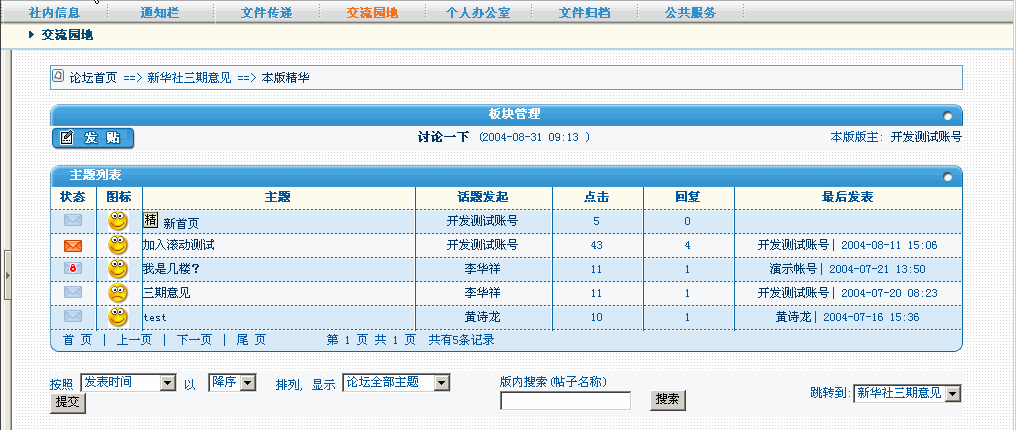 社内信息 通知栏 文件传递 交流园地 个人办公室 文件归档 公共服务
交流园地
论坛首页 ==> 新华社三期意见 ==> 本版精华
板块管理
发 贴 讨论一下 (2004-08-31 09:13 ) 本版版主: 开发测试账号
主题列表
状态 图标 主题 话题发起 点击 回复 最后发表
精 新首页 开发测试账号 5 0
加入滚动测试 开发测试账号 43 4 开发测试账号| 2004-08-11 15:06
8 我是几楼? 李华祥 11 1 演示帐号| 2004-07-21 13:50
三期意见 李华祥 11 1 开发测试账号| 2004-07-20 08:23
test 黄诗龙 10 1 黄诗龙| 2004-07-16 15:36
首 页 | 上一页 | 下一页 | 尾 页 第 1 页 共 1 页 共有5条记录
按照 发表时间 以 降序 排列, 显示 论坛全部主题 版内搜索(帖子名称) 跳转到: 新华社三期意见
提交 搜索